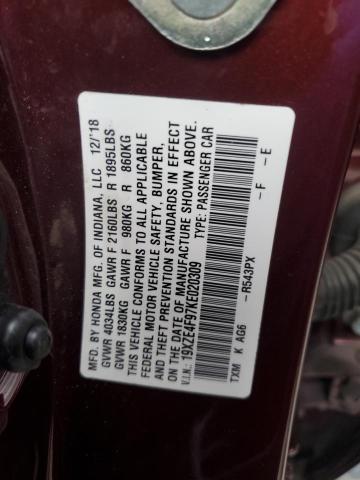 MFD. BY HONDA MFG. OF INDIANA, LLC 12/'18
GVWR 4034LBS GAWR F 2160LBS R 1895LBS
GVWR 1830KG GAWR F 980KG R 860KG
THIS VEHICLE CONFORMS TO ALL APPLICABLE
FEDERAL MOTOR VEHICLE SAFETY, BUMPER,
AND THEFT PREVENTION STANDARDS IN EFFECT
ON THE DATE OF MANUFACTURE SHOWN ABOVE.
V.I.N.: 19XZE4F97KE020309 TYPE: PASSENGER CAR
-R543PX -F -E
TXM K AG6